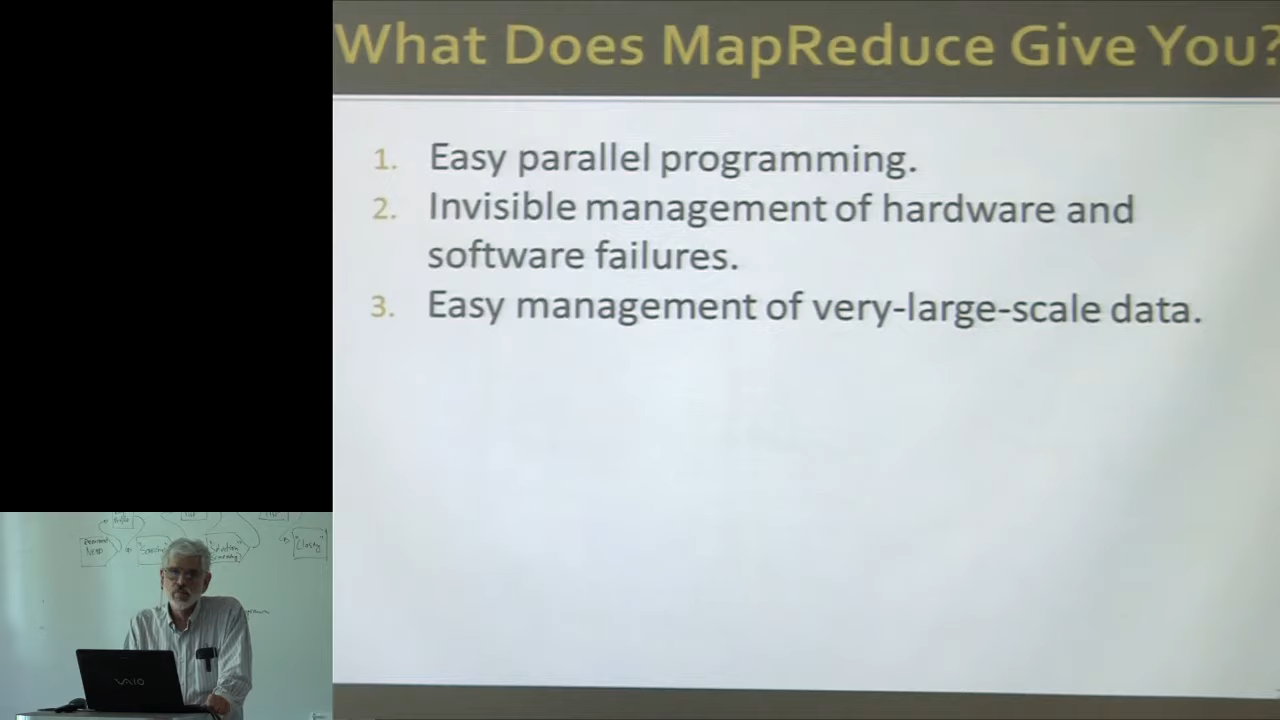 What Does MapReduce Give You?
1. Easy parallel programming.
2. Invisible management of hardware and
software failures.
3. Easy management of very-large-scale data.
"Closing"
VAIO